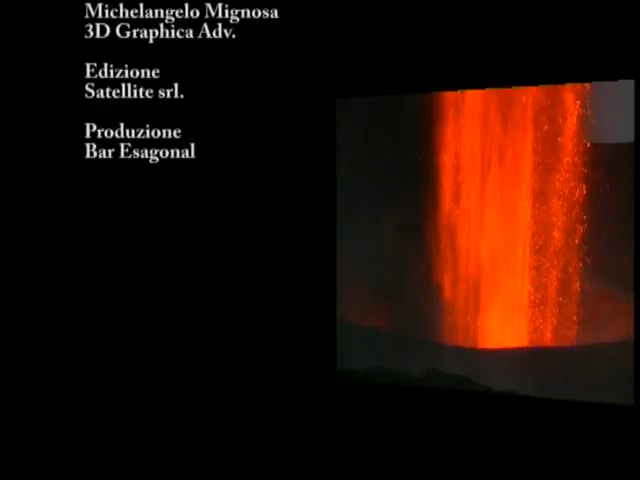 Michelangelo Mignosa
3D Graphica Adv.
Edizione
Satellite srl.
Produzione
Bar Esagonal